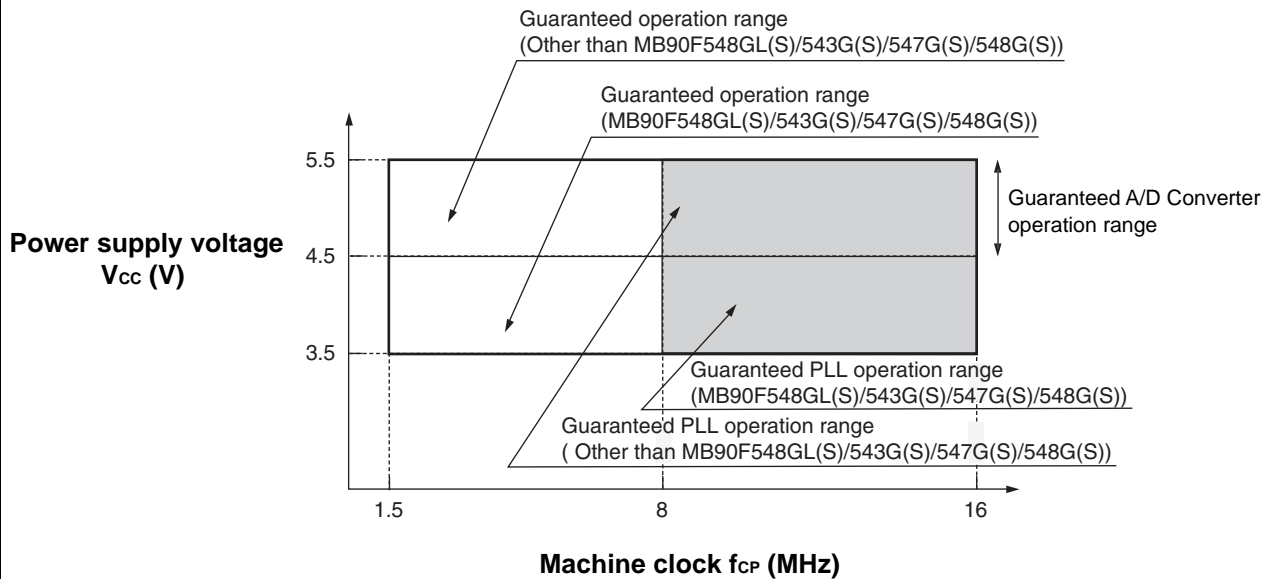 Guaranteed operation range
(Other than MB90F548GL(S)/543G(S)/547G(S)/548G(S))
Guaranteed operation range
(MB90F548GL(S)/543G(S)/547G(S)/548G(S))
5.5
Guaranteed A/D Converter
operation range
Power supply voltage
VCC (V)
4.5
3.5
Guaranteed PLL operation range
(MB90F548GL(S)/543G(S)/547G(S)/548G(S))
Guaranteed PLL operation range
( Other than MB90F548GL(S)/543G(S)/547G(S)/548G(S))
1.5 8 16
Machine clock fCP (MHz)